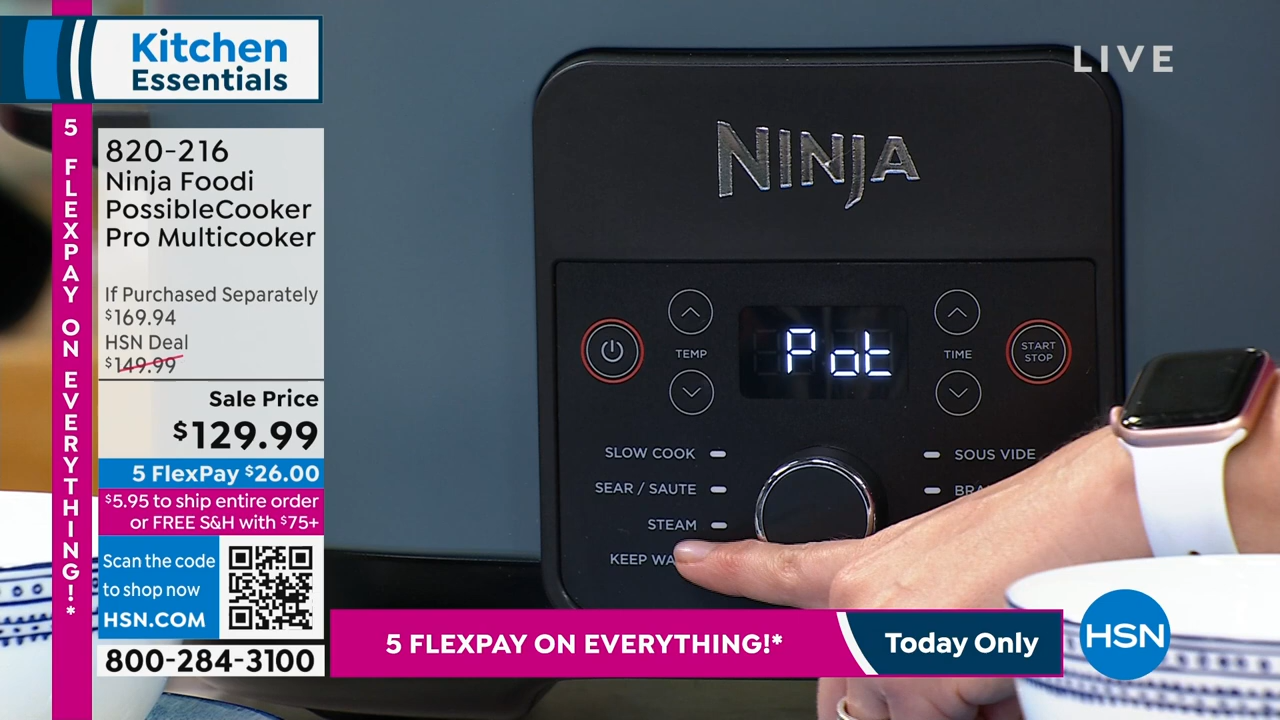 Kitchen
Essentials
LIVE
5 FLEXPAY ON EVERYTHING!*
820-216
Ninja Foodi
PossibleCooker
Pro Multicooker
If Purchased Separately
$169.94
HSN Deal
$149.99
Sale Price
$129.99
5 FlexPay $26.00
$5.95 to ship entire order
or FREE S&H with $75+
Scan the code
to shop now
HSN.COM
800-284-3100
NINJA
TEMP
Pot
TIME
START
STOP
SLOW COOK
SEAR / SAUTE
STEAM
KEEP WA
SOUS VIDE
BRA
5 FLEXPAY ON EVERYTHING!*
Today Only
HSN